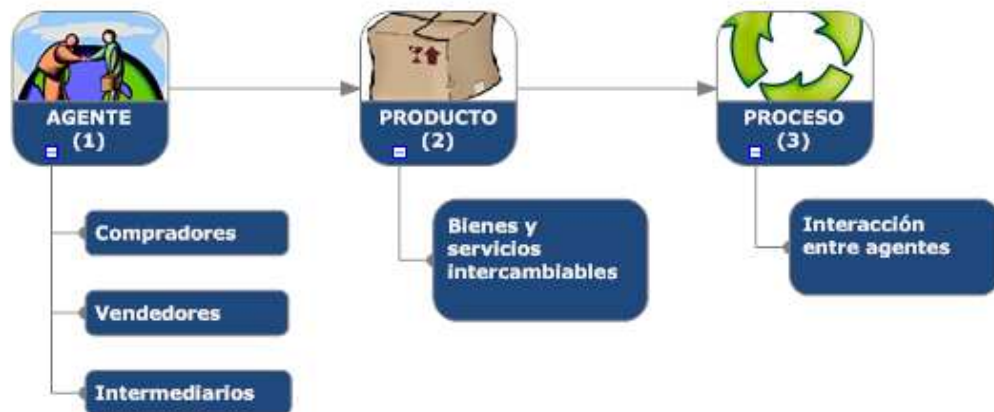 AGENTE
(1)
PRODUCTO
(2)
PROCESO
(3)
Compradores
Vendedores
Intermediarios
Bienes y
servicios
intercambiables
Interacción
entre agentes